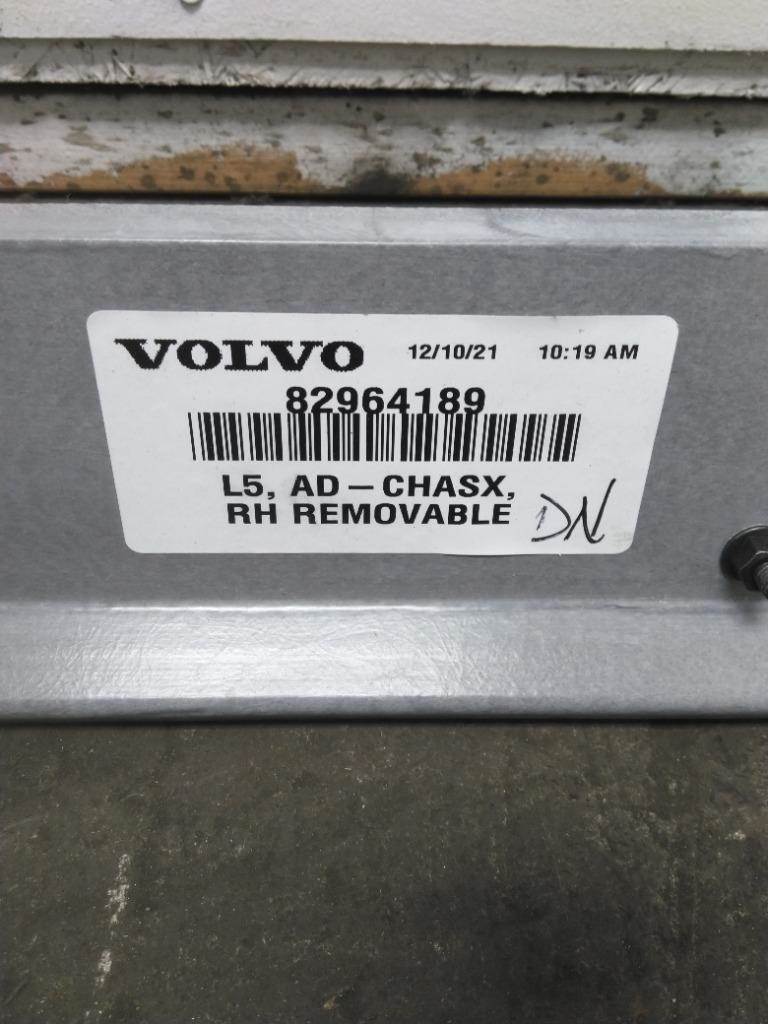 VOLVO 12/10/21 10:19 AM
82964189
L5, AD – CHASX,
RH REMOVABLE DN